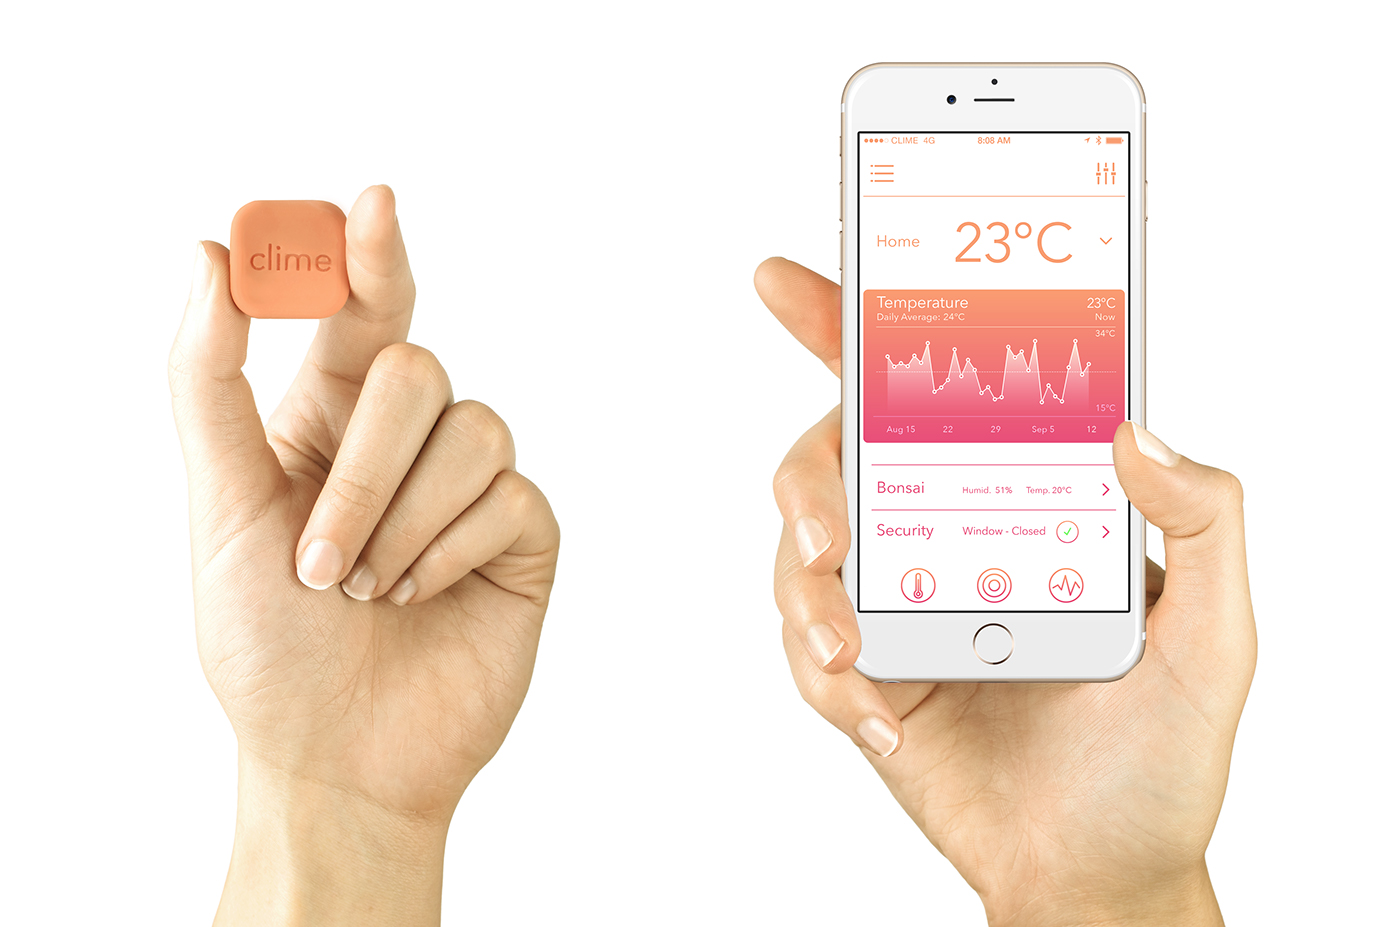 clime
CLIME 4G 8:08 AM
Home 23°C
Temperature 23°C
Daily Average: 24°C Now
34°C
15°C
Aug 15 22 29 Sep 5 12
Bonsai Humid. 51% Temp. 20°C
Security Window - Closed